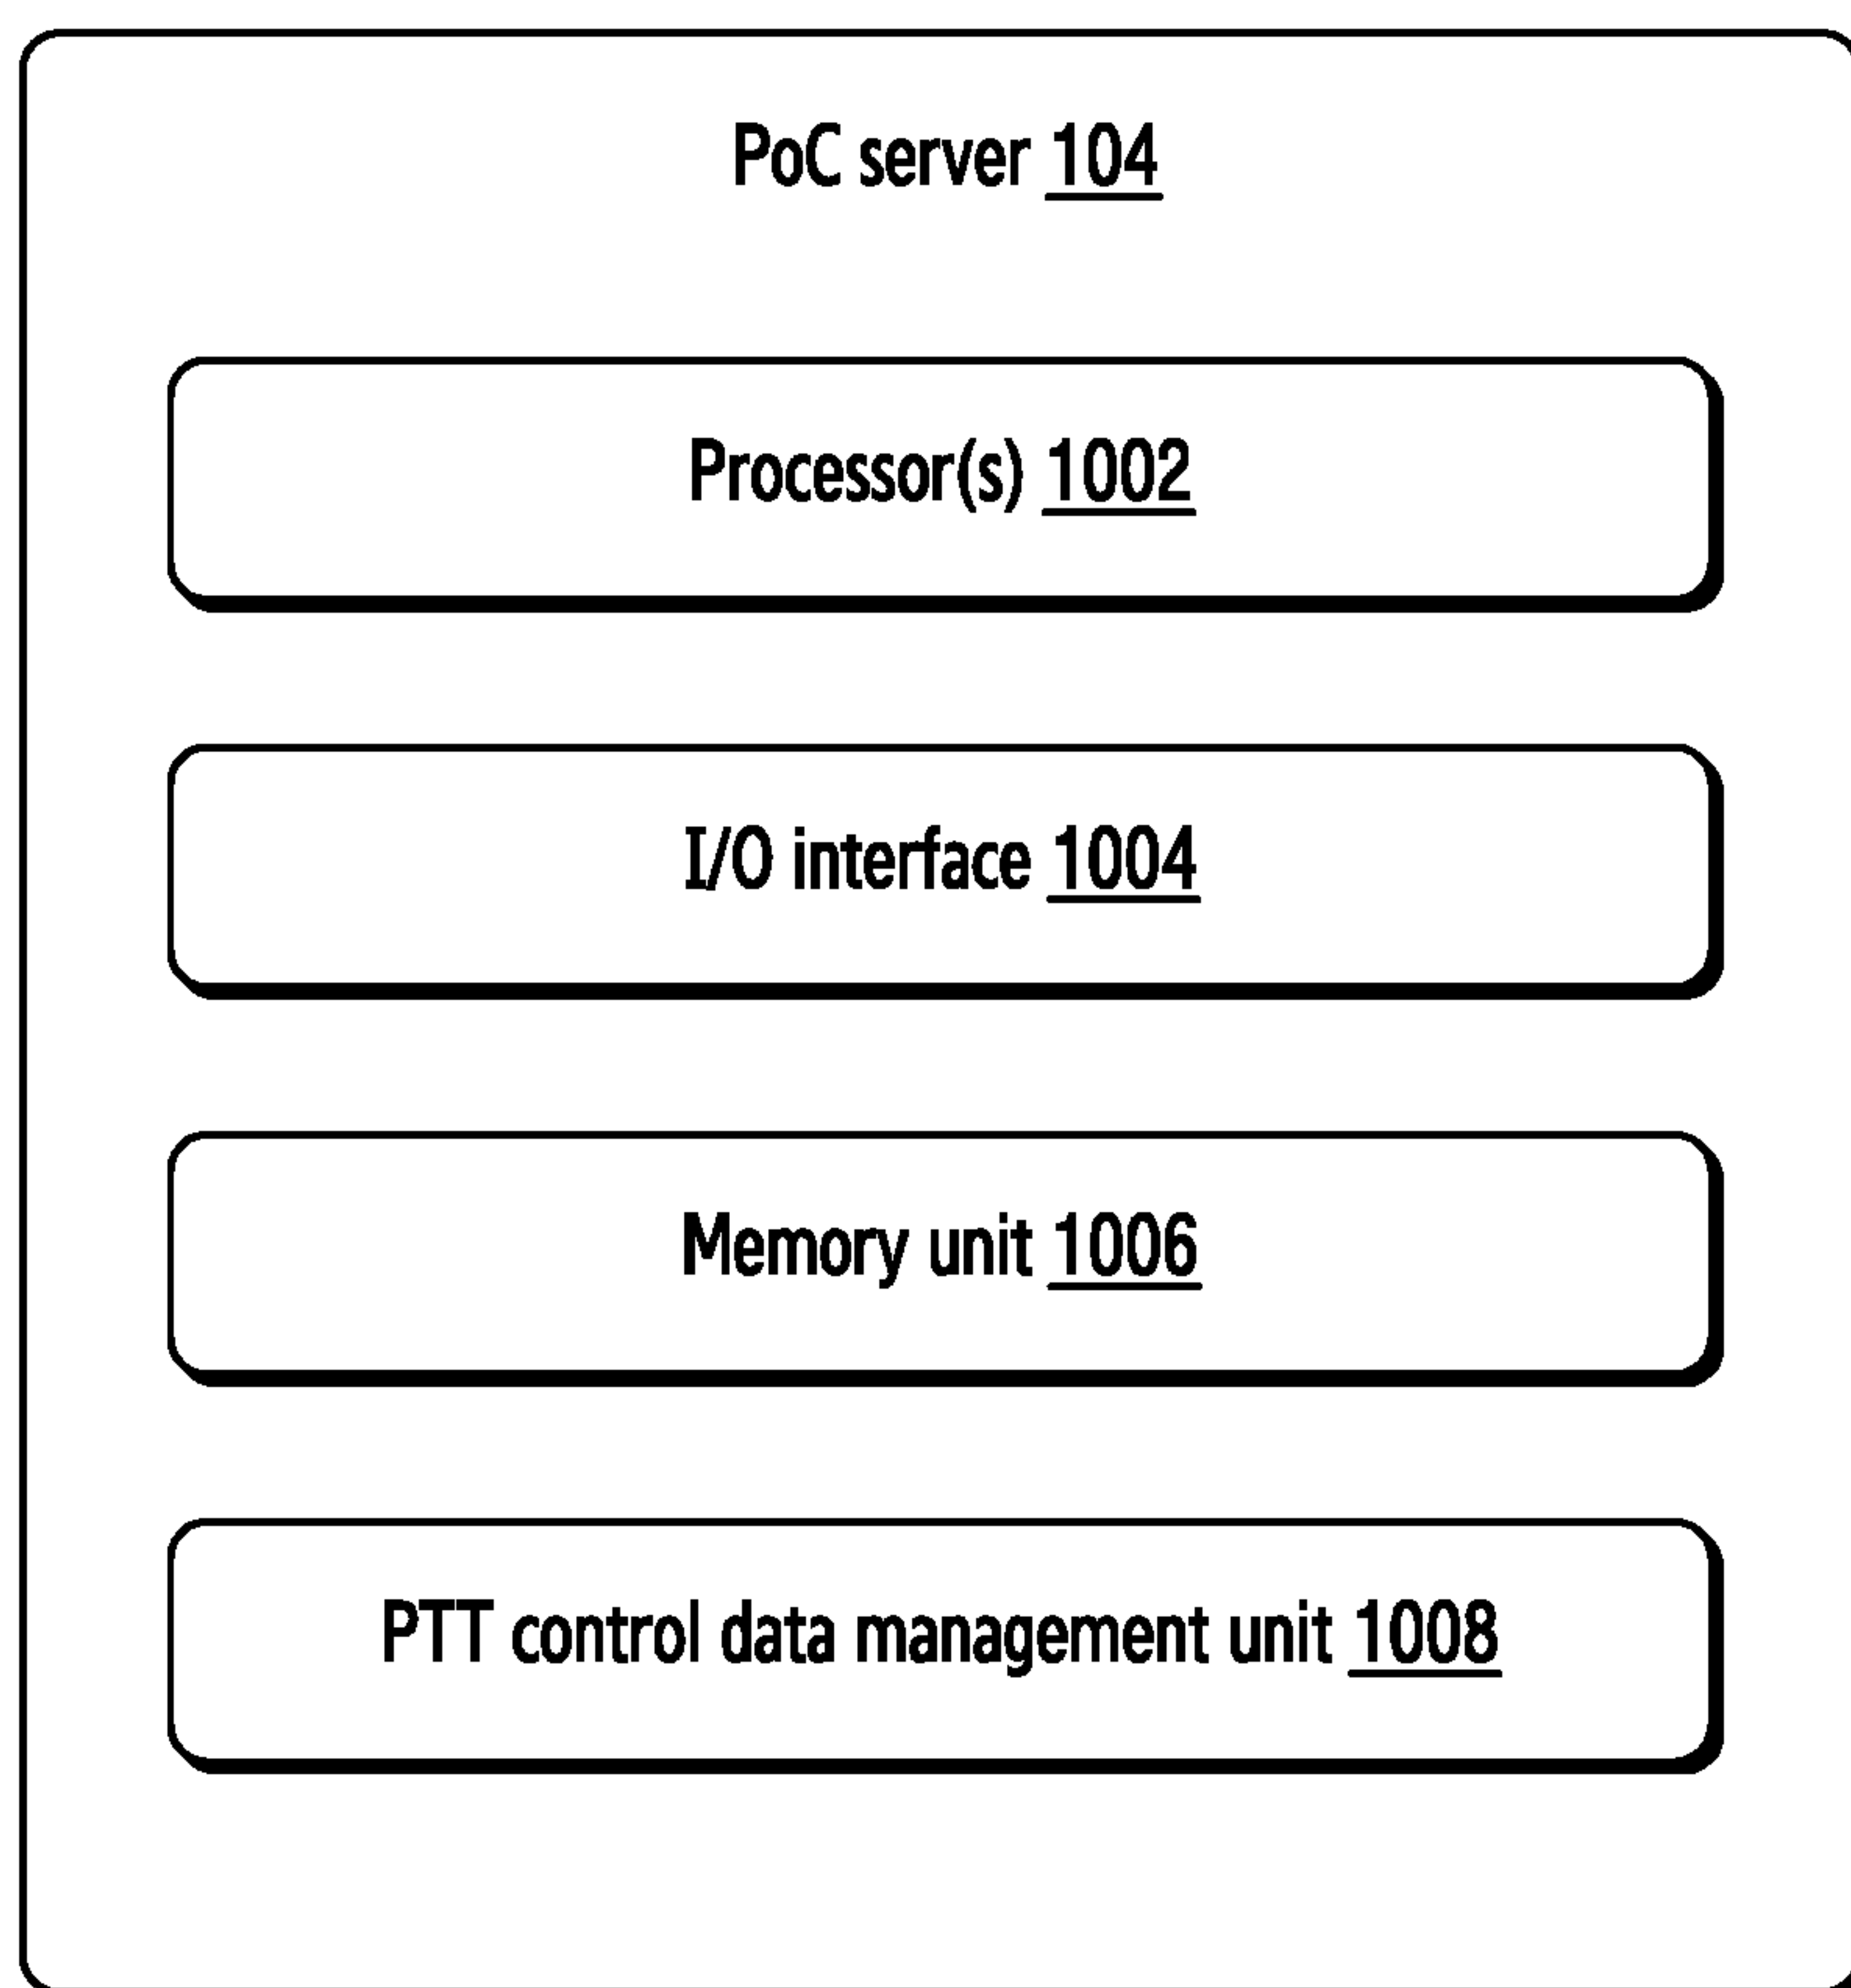 PoC server 104
Processor(s) 1002
I/O interface 1004
Memory unit 1006
PTT control data management unit 1008